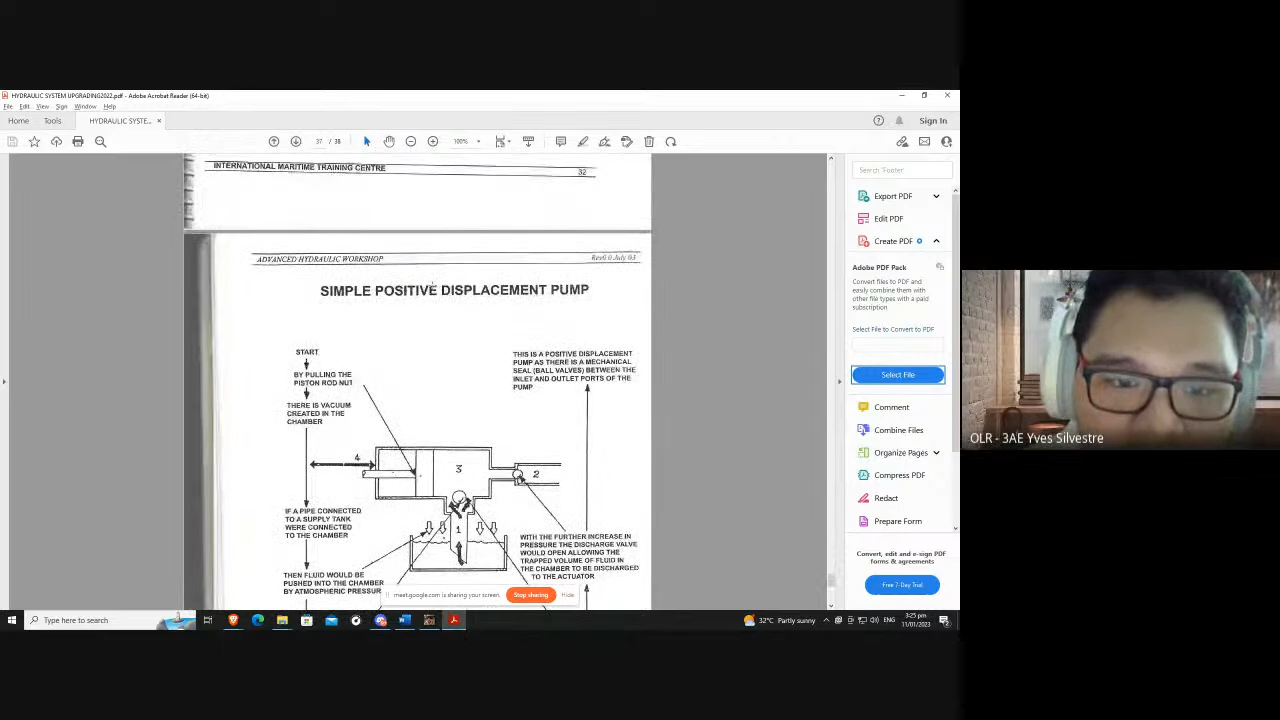 HYDRAULIC SYSTEM UPGRADING2022.pdf - Adobe Acrobat Reader (64-bit)
File Edit View Sign Window Help
Home Tools HYDRAULIC SYSTE... × Sign In
37 / 38 100%
INTERNATIONAL MARITIME TRAINING CENTRE 32
ADVANCED HYDRAULIC WORKSHOP Rev0.0 July 03
SIMPLE POSITIVE DISPLACEMENT PUMP
START
BY PULLING THE
PISTON ROD NUT
THERE IS VACUUM
CREATED IN THE
CHAMBER
THIS IS A POSITIVE DISPLACEMENT
PUMP AS THERE IS A MECHANICAL
SEAL (BALL VALVES) BETWEEN THE
INLET AND OUTLET PORTS OF THE
PUMP
4
3
2
1
IF A PIPE CONNECTED
TO A SUPPLY TANK
WERE CONNECTED
TO THE CHAMBER
WITH THE FURTHER INCREASE IN
PRESSURE THE DISCHARGE VALVE
WOULD OPEN ALLOWING THE
TRAPPED VOLUME OF FLUID IN
THE CHAMBER TO BE DISCHARGED
TO THE ACTUATOR
THEN FLUID WOULD BE
PUSHED INTO THE CHAMBER
BY ATMOSPHERIC PRESSUR
meet.google.com is sharing your screen. Stop sharing Hide
Search 'Footer'
Export PDF
Edit PDF
Create PDF
Adobe PDF Pack
Convert files to PDF and
easily combine them with
other file types with a paid
subscription
Select File to Convert to PDF
Select File
Comment
Combine Files
Organize Pages
Compress PDF
Redact
Prepare Form
Convert, edit and e-sign PDF
forms & agreements
Free 7-Day Trial
Type here to search
32°C Partly sunny ENG
3:25 pm
11/01/2023
OLR - 3AE Yves Silvestre